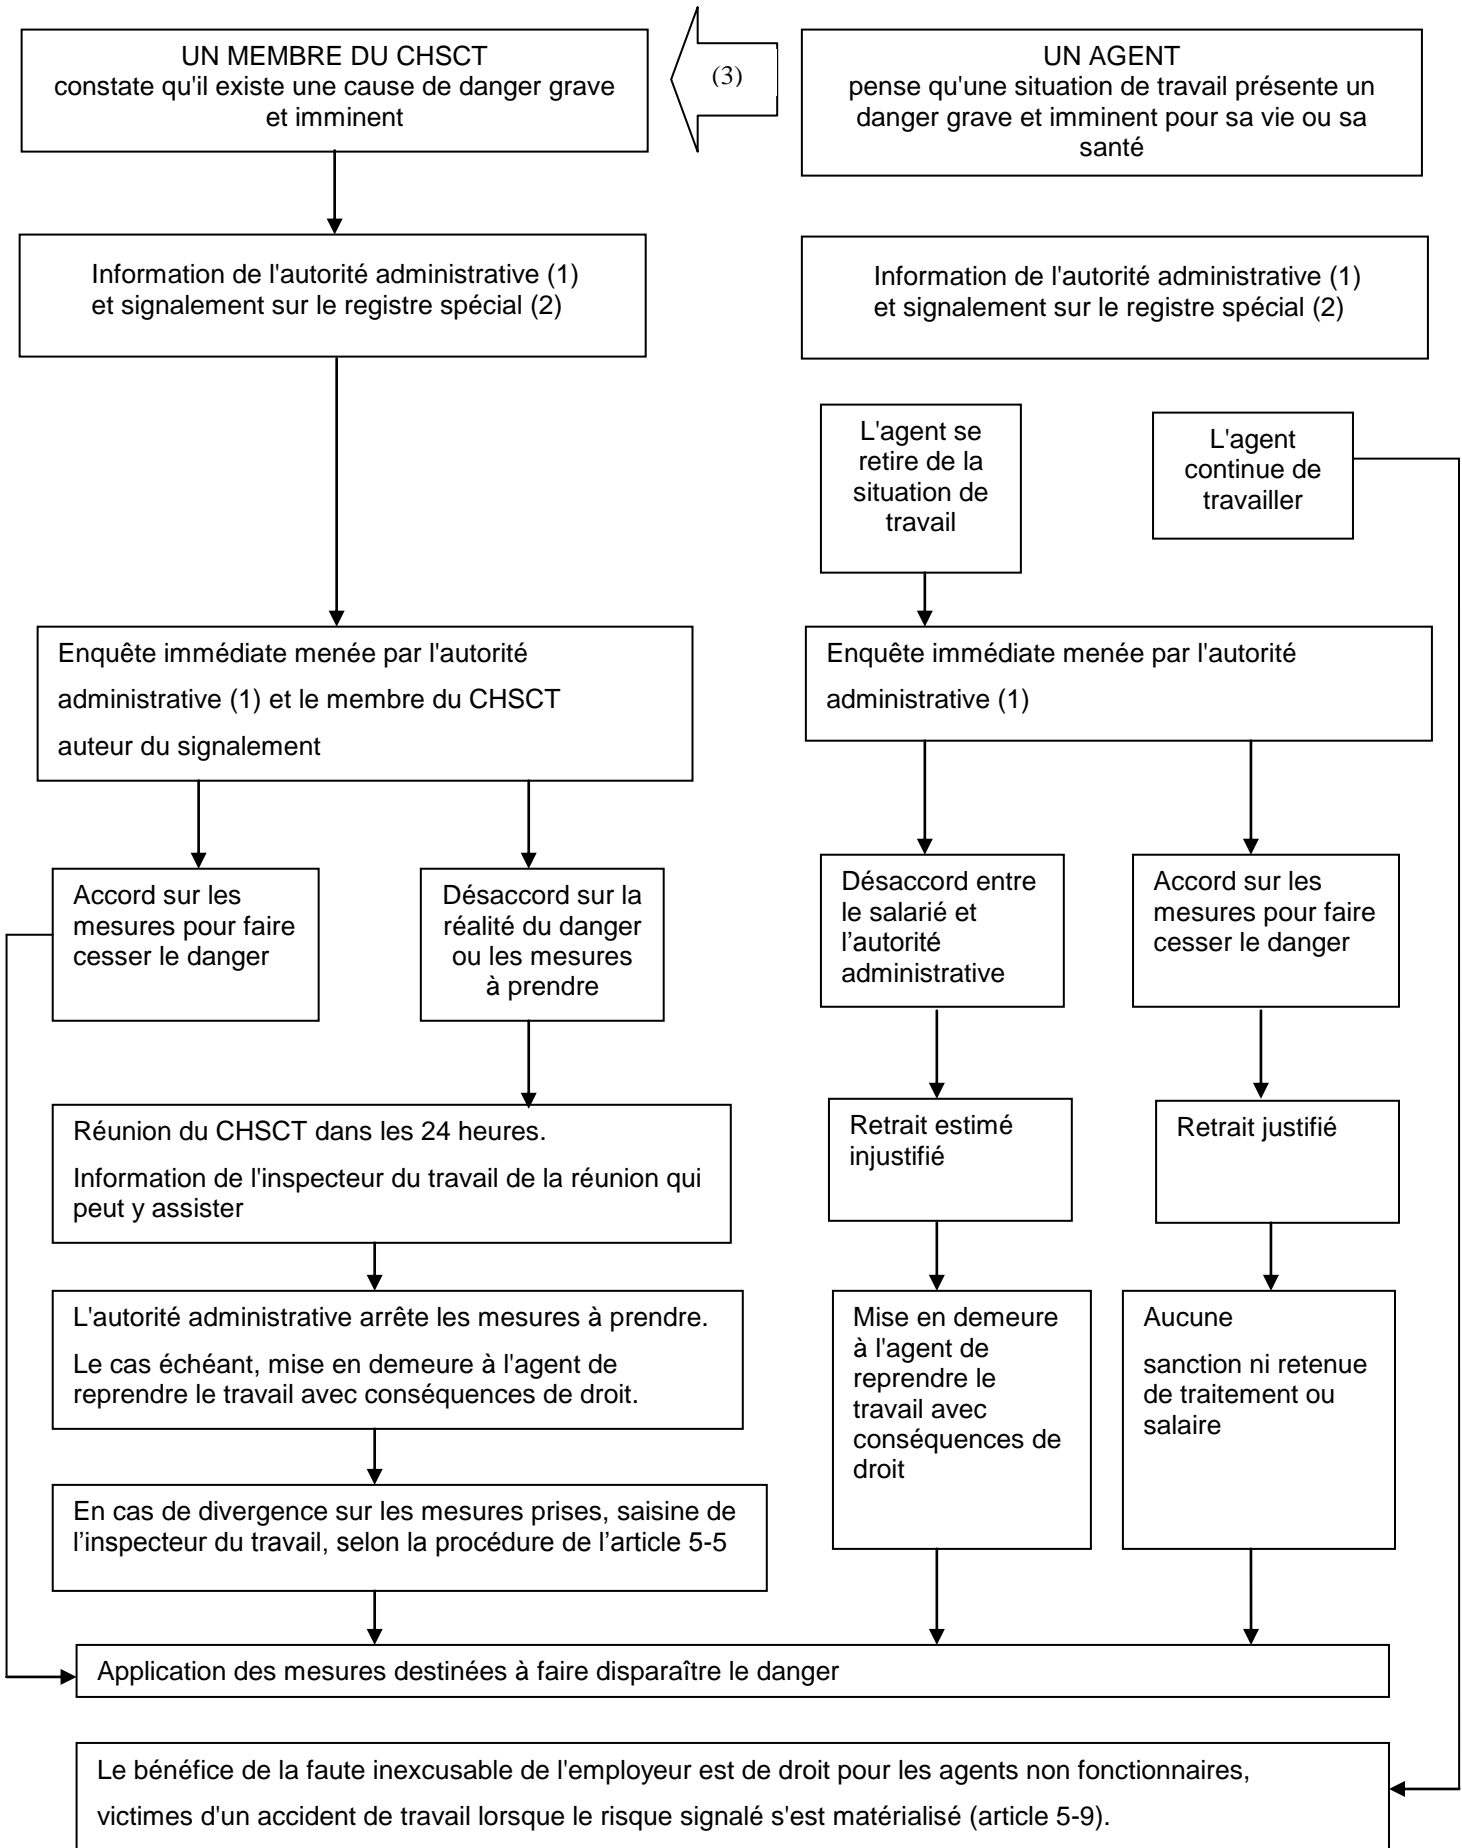 UN MEMBRE DU CHSCT
constate qu'il existe une cause de danger grave
et imminent
(3)
UN AGENT
pense qu'une situation de travail présente un
danger grave et imminent pour sa vie ou sa
santé
Information de l'autorité administrative (1)
et signalement sur le registre spécial (2)
Information de l'autorité administrative (1)
et signalement sur le registre spécial (2)
L'agent se
retire de la
situation de
travail
L'agent
continue de
travailler
Enquête immédiate menée par l'autorité
administrative (1) et le membre du CHSCT
auteur du signalement
Enquête immédiate menée par l'autorité
administrative (1)
Accord sur les
mesures pour faire
cesser le danger
Désaccord sur la
réalité du danger
ou les mesures
à prendre
Désaccord entre
le salarié et
l’autorité
administrative
Accord sur les
mesures pour faire
cesser le danger
Réunion du CHSCT dans les 24 heures.
Information de l'inspecteur du travail de la réunion qui
peut y assister
Retrait estimé
injustifié
Retrait justifié
L'autorité administrative arrête les mesures à prendre.
Le cas échéant, mise en demeure à l'agent de
reprendre le travail avec conséquences de droit.
Mise en demeure
à l'agent de
reprendre le
travail avec
conséquences de
droit
Aucune
sanction ni retenue
de traitement ou
salaire
En cas de divergence sur les mesures prises, saisine de
l’inspecteur du travail, selon la procédure de l’article 5-5
Application des mesures destinées à faire disparaître le danger
Le bénéfice de la faute inexcusable de l'employeur est de droit pour les agents non fonctionnaires,
victimes d'un accident de travail lorsque le risque signalé s'est matérialisé (article 5-9).